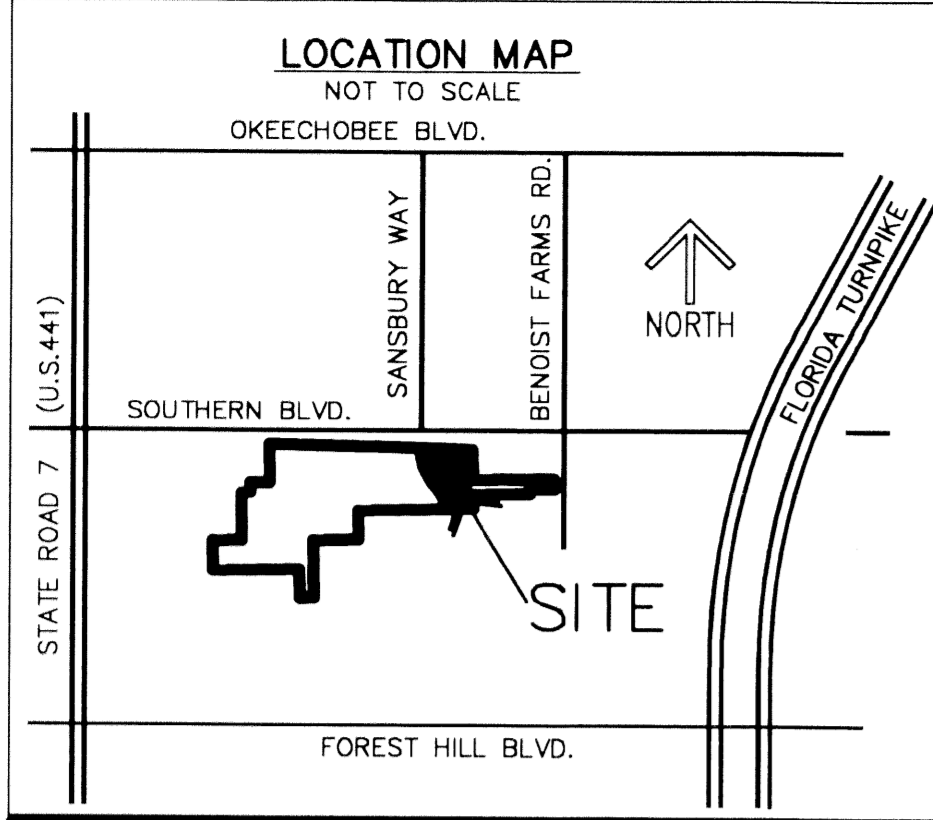 LOCATION MAP
NOT TO SCALE
OKEECHOBEE BLVD.
SANSBURY WAY
BENOIST FARMS RD.
NORTH
FLORIDA TURNPIKE
(U.S.441)
STATE ROAD 7
SOUTHERN BLVD.
SITE
FOREST HILL BLVD.